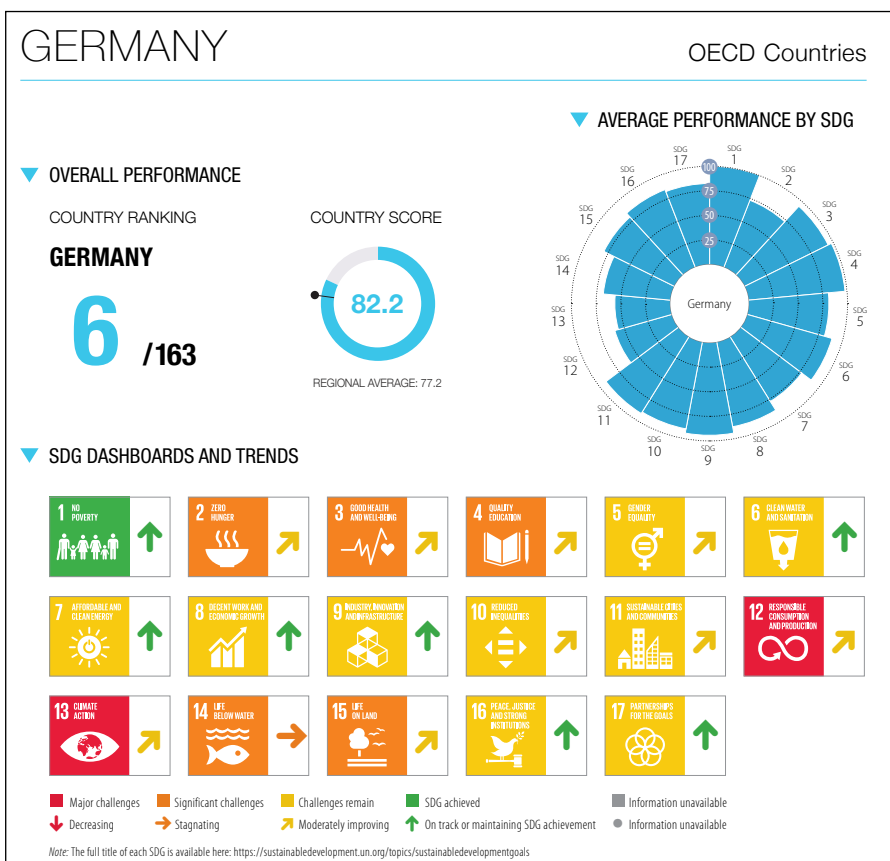 GERMANY
OECD Countries
AVERAGE PERFORMANCE BY SDG
OVERALL PERFORMANCE
COUNTRY RANKING
GERMANY
6 /163
COUNTRY SCORE
82.2
REGIONAL AVERAGE: 77.2
100
75
50
25
Germany
SDG
1
SDG
2
SDG
3
SDG
4
SDG
5
SDG
6
SDG
7
SDG
8
SDG
9
SDG
10
SDG
11
SDG
12
SDG
13
SDG
14
SDG
15
SDG
16
SDG
17
SDG DASHBOARDS AND TRENDS
1 NO
POVERTY
2 ZERO
HUNGER
3 GOOD HEALTH
AND WELL-BEING
4 QUALITY
EDUCATION
5 GENDER
EQUALITY
6 CLEAN WATER
AND SANITATION
7 AFFORDABLE AND
CLEAN ENERGY
8 DECENT WORK AND
ECONOMIC GROWTH
9 INDUSTRY, INNOVATION
AND INFRASTRUCTURE
10 REDUCED
INEQUALITIES
11 SUSTAINABLE CITIES
AND COMMUNITIES
12 RESPONSIBLE
CONSUMPTION
AND PRODUCTION
13 CLIMATE
ACTION
14 LIFE
BELOW WATER
15 LIFE
ON LAND
16 PEACE, JUSTICE
AND STRONG
INSTITUTIONS
17 PARTNERSHIPS
FOR THE GOALS
Major challenges
Significant challenges
Challenges remain
SDG achieved
Information unavailable
Decreasing
Stagnating
Moderately improving
On track or maintaining SDG achievement
Information unavailable
Note: The full title of each SDG is available here: https://sustainabledevelopment.un.org/topics/sustainabledevelopmentgoals